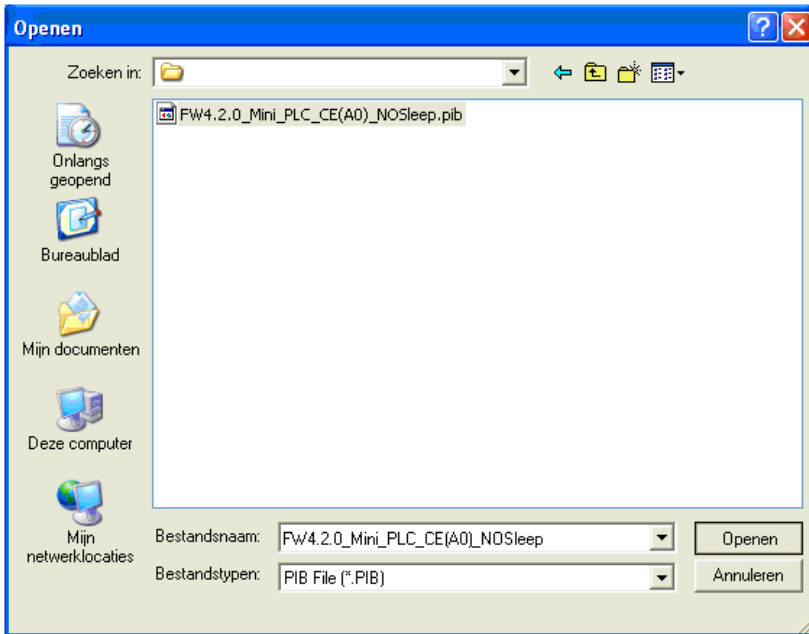 Openen
Zoeken in:
FW4.2.0_Mini_PLC_CE(A0)_NOSleep.pib
Onlangs
geopend
Bureaublad
Mijn documenten
Deze computer
Mijn
netwerklocaties
Bestandsnaam: FW4.2.0_Mini_PLC_CE(A0)_NOSleep Openen
Bestandstypen: PIB File (*.PIB) Annuleren